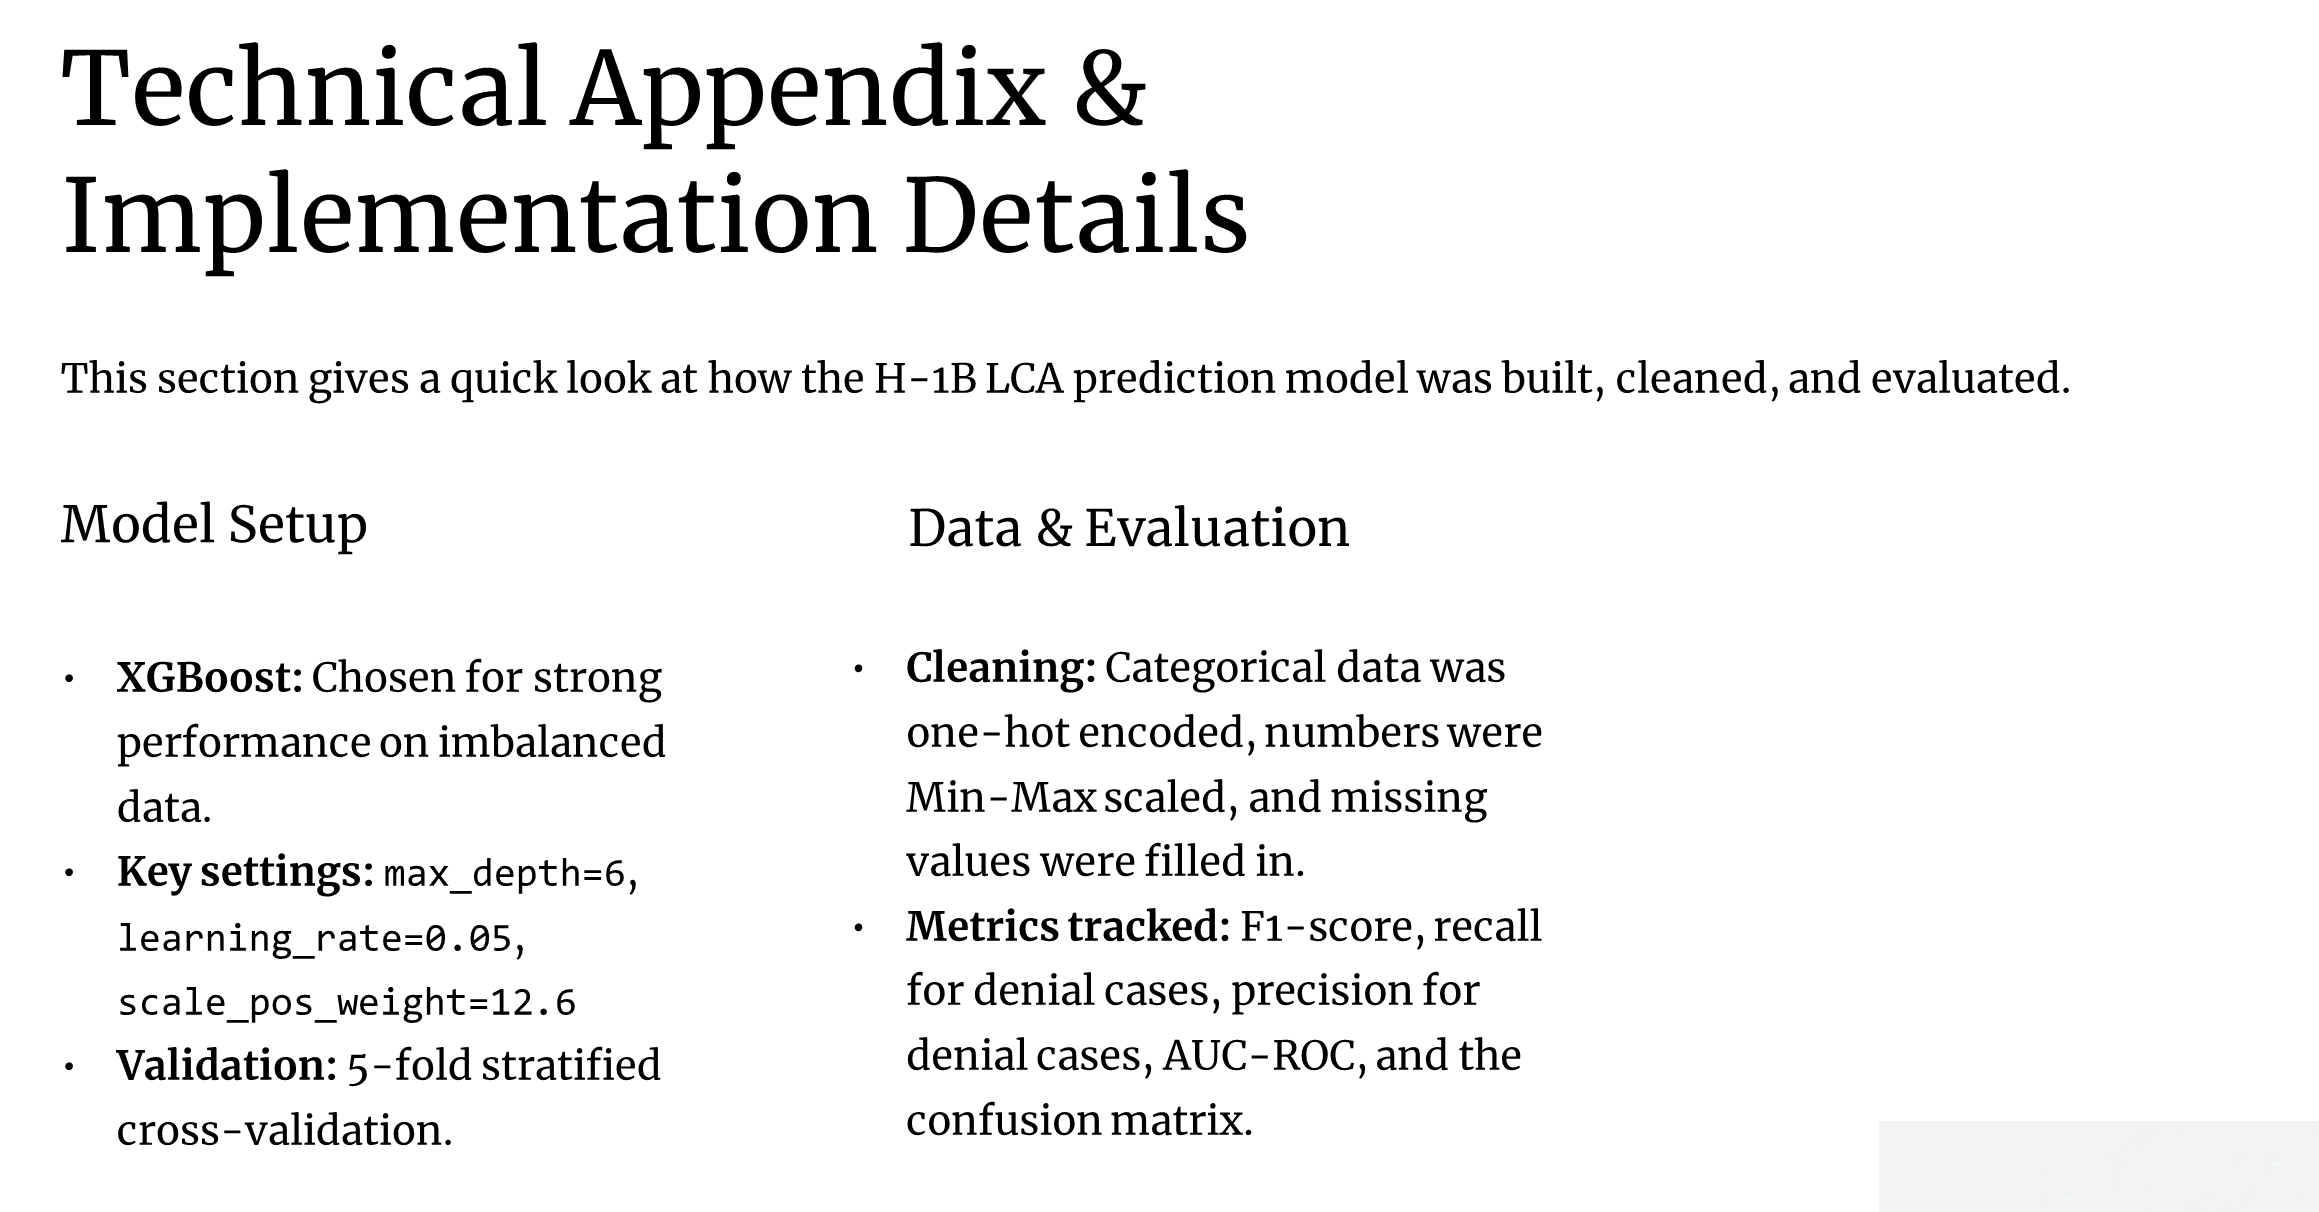 Technical Appendix &
Implementation Details
This section gives a quick look at how the H-1B LCA prediction model was built, cleaned, and evaluated.
Model Setup
• XGBoost: Chosen for strong
performance on imbalanced
data.
• Key settings: max_depth=6,
learning_rate=0.05,
scale_pos_weight=12.6
• Validation: 5-fold stratified
cross-validation.
Data & Evaluation
• Cleaning: Categorical data was
one-hot encoded, numbers were
Min-Max scaled, and missing
values were filled in.
• Metrics tracked: F1-score, recall
for denial cases, precision for
denial cases, AUC-ROC, and the
confusion matrix.